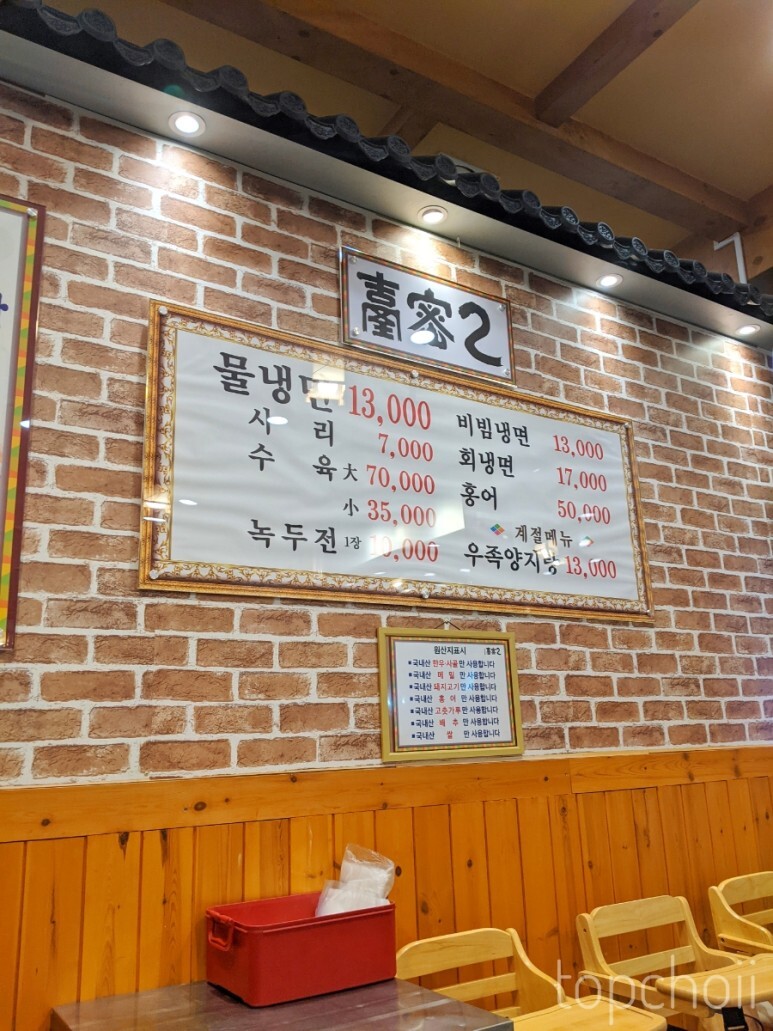 臺密2
물냉면 13,000
사리 7,000
수육 大 70,000
小 35,000
녹두전 1장 10,000
비빔냉면 13,000
회냉면 17,000
홍어 50,000
계절메뉴
우족양지탕 13,000
원산지표시
국내산 한우·사골만 사용합니다
국내산 메밀만 사용합니다
국내산 돼지고기만 사용합니다
국내산 홍어만 사용합니다
국내산 고춧가루만 사용합니다
국내산 배추만 사용합니다
국내산 쌀만 사용합니다
topchoii